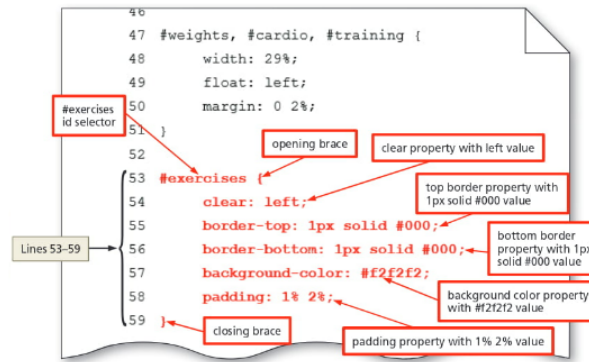 46
47 #weights, #cardio, #training {
48 width: 29%;
49 float: left;
50 margin: 0 2%;
51 }
52
53 #exercises {
54 clear: left;
55 border-top: 1px solid #000;
56 border-bottom: 1px solid #000;
57 background-color: #f2f2f2;
58 padding: 1% 2%;
59 }
#exercises
id selector
opening brace
clear property with left value
top border property with
1px solid #000 value
bottom border
property with 1px
solid #000 value
Lines 53–59
background color property
with #f2f2f2 value
closing brace
padding property with 1% 2% value